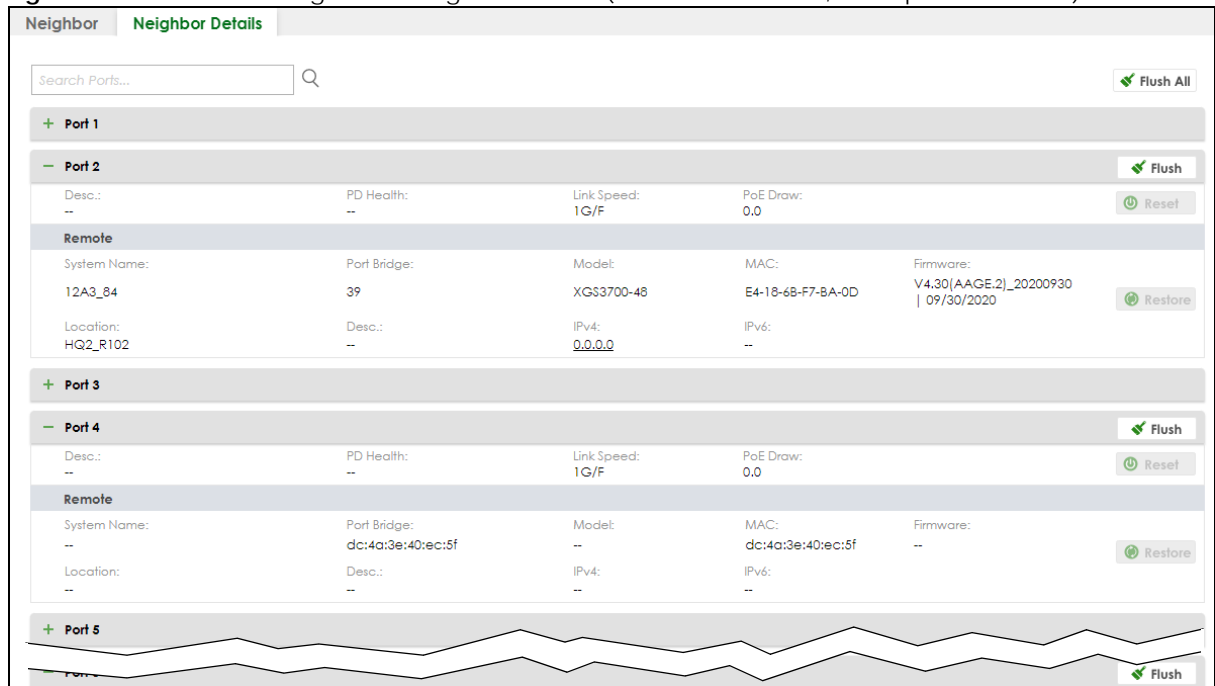 Neighbor Neighbor Details
Search Ports... Flush All
+ Port 1
− Port 2 Flush
Desc.: PD Health: Link Speed: PoE Draw:
-- -- 1G/F 0.0 Reset
Remote
System Name: Port Bridge: Model: MAC: Firmware:
12A3_84 39 XGS3700-48 E4-18-6B-F7-BA-0D V4.30(AAGE.2)_20200930
| 09/30/2020 Restore
Location: Desc.: IPv4: IPv6:
HQ2_R102 -- 0.0.0.0 --
+ Port 3
− Port 4 Flush
Desc.: PD Health: Link Speed: PoE Draw:
-- -- 1G/F 0.0 Reset
Remote
System Name: Port Bridge: Model: MAC: Firmware:
-- dc:4a:3e:40:ec:5f -- dc:4a:3e:40:ec:5f -- Restore
Location: Desc.: IPv4: IPv6:
-- -- -- --
+ Port 5
Flush